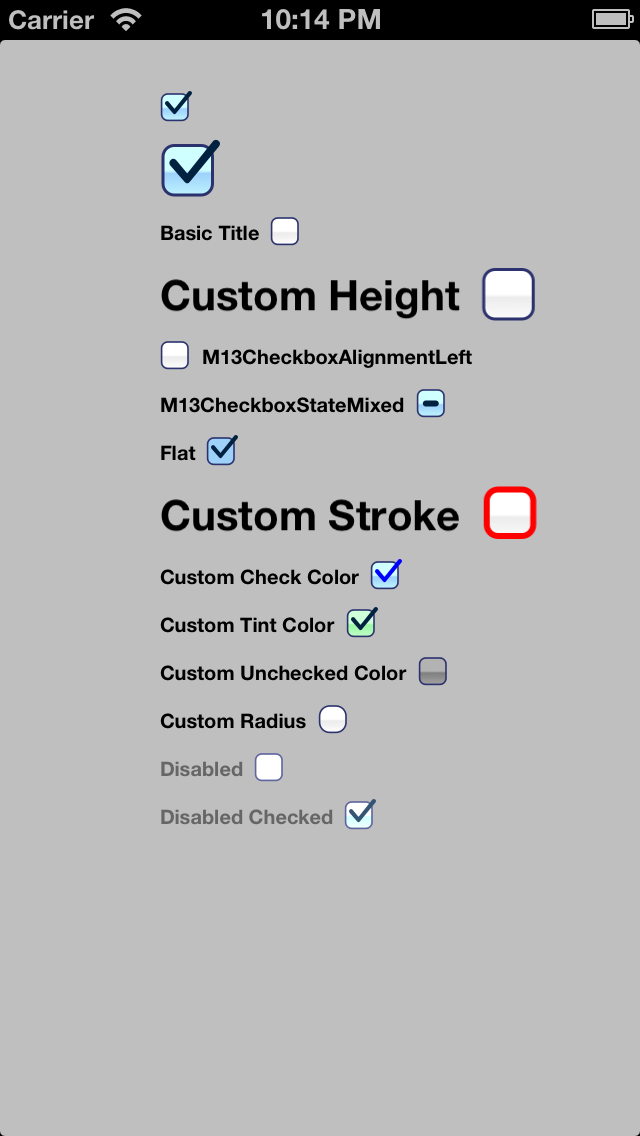 Carrier 10:14 PM
Basic Title
Custom Height
M13CheckboxAlignmentLeft
M13CheckboxStateMixed
Flat
Custom Stroke
Custom Check Color
Custom Tint Color
Custom Unchecked Color
Custom Radius
Disabled
Disabled Checked